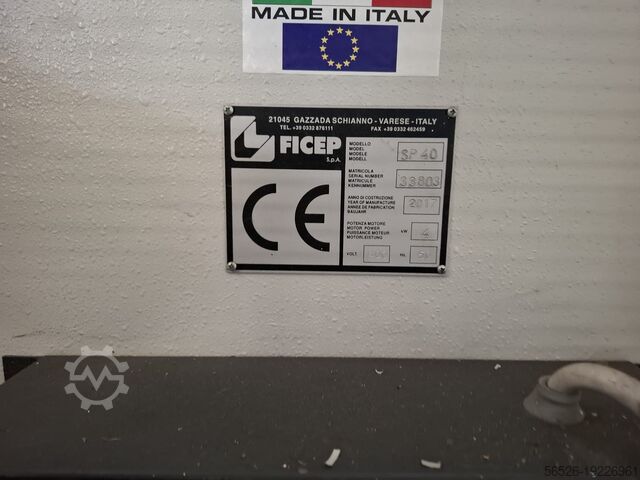 MADE IN ITALY
21045 GAZZADA SCHIANNO - VARESE - ITALY
TEL. +39 0332 876111 FAX +39 0332 462459
FICEP
S.p.A.
MODELLO
MODEL
MODELE
MODELL
SP 40
MATRICOLA
SERIAL NUMBER
MATRICULE
KENNUMMER
33803
ANNO DI COSTRUZIONE
YEAR OF MANUFACTURE
ANNEE DE FABRICATION
BAUJAHR
2017
POTENZA MOTORE
MOTOR POWER
PUISSANCE MOTEUR
MOTORLEISTUNG
kW 4
VOLT.
Hz.
CE
56526-19226961